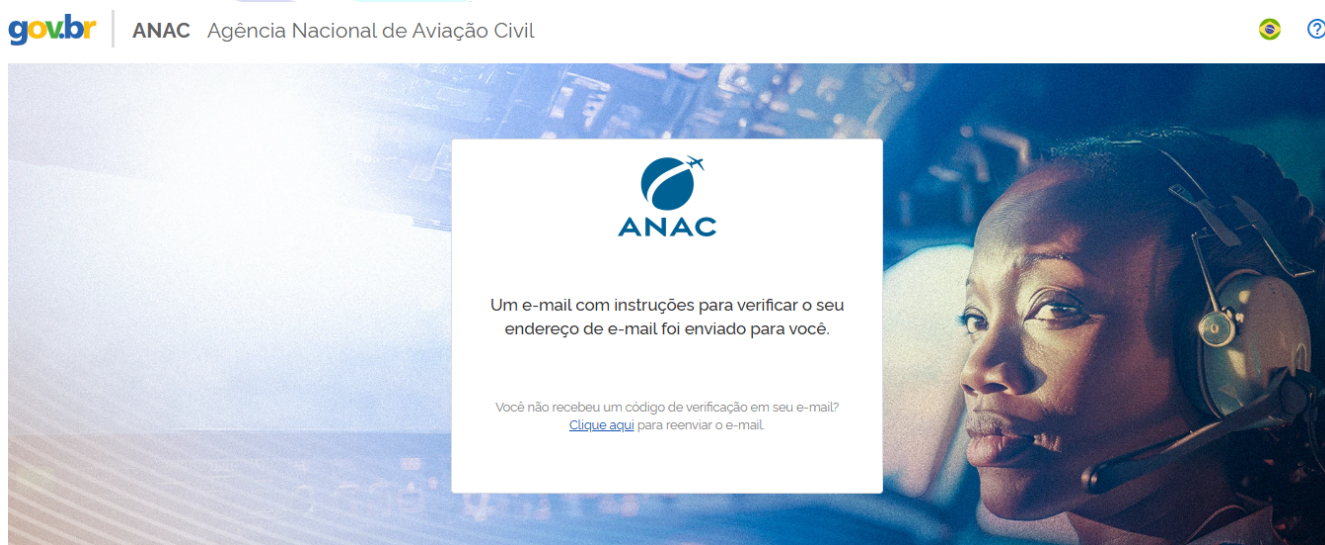 gov.br ANAC Agência Nacional de Aviação Civil
ANAC
Um e-mail com instruções para verificar o seu
endereço de e-mail foi enviado para você.
Você não recebeu um código de verificação em seu e-mail?
Clique aqui para reenviar o e-mail.